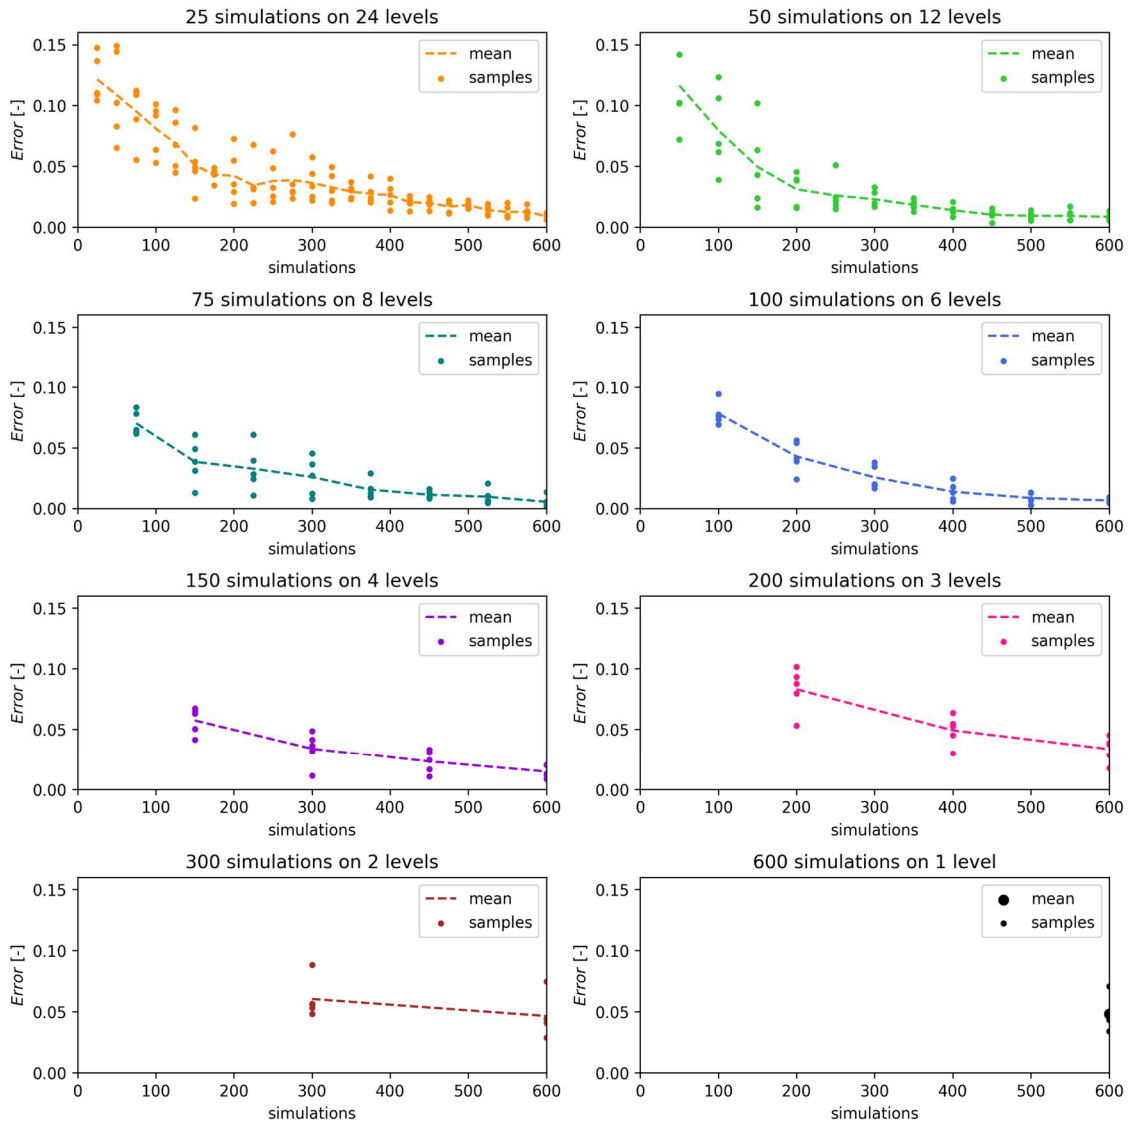 25 simulations on 24 levels
0.15
0.10
0.05
0.00
Error [-]
mean
samples
0 100 200 300 400 500 600
simulations
50 simulations on 12 levels
0.15
0.10
0.05
0.00
Error [-]
mean
samples
0 100 200 300 400 500 600
simulations
75 simulations on 8 levels
0.15
0.10
0.05
0.00
Error [-]
mean
samples
0 100 200 300 400 500 600
simulations
100 simulations on 6 levels
0.15
0.10
0.05
0.00
Error [-]
mean
samples
0 100 200 300 400 500 600
simulations
150 simulations on 4 levels
0.15
0.10
0.05
0.00
Error [-]
mean
samples
0 100 200 300 400 500 600
simulations
200 simulations on 3 levels
0.15
0.10
0.05
0.00
Error [-]
mean
samples
0 100 200 300 400 500 600
simulations
300 simulations on 2 levels
0.15
0.10
0.05
0.00
Error [-]
mean
samples
0 100 200 300 400 500 600
simulations
600 simulations on 1 level
0.15
0.10
0.05
0.00
Error [-]
mean
samples
0 100 200 300 400 500 600
simulations